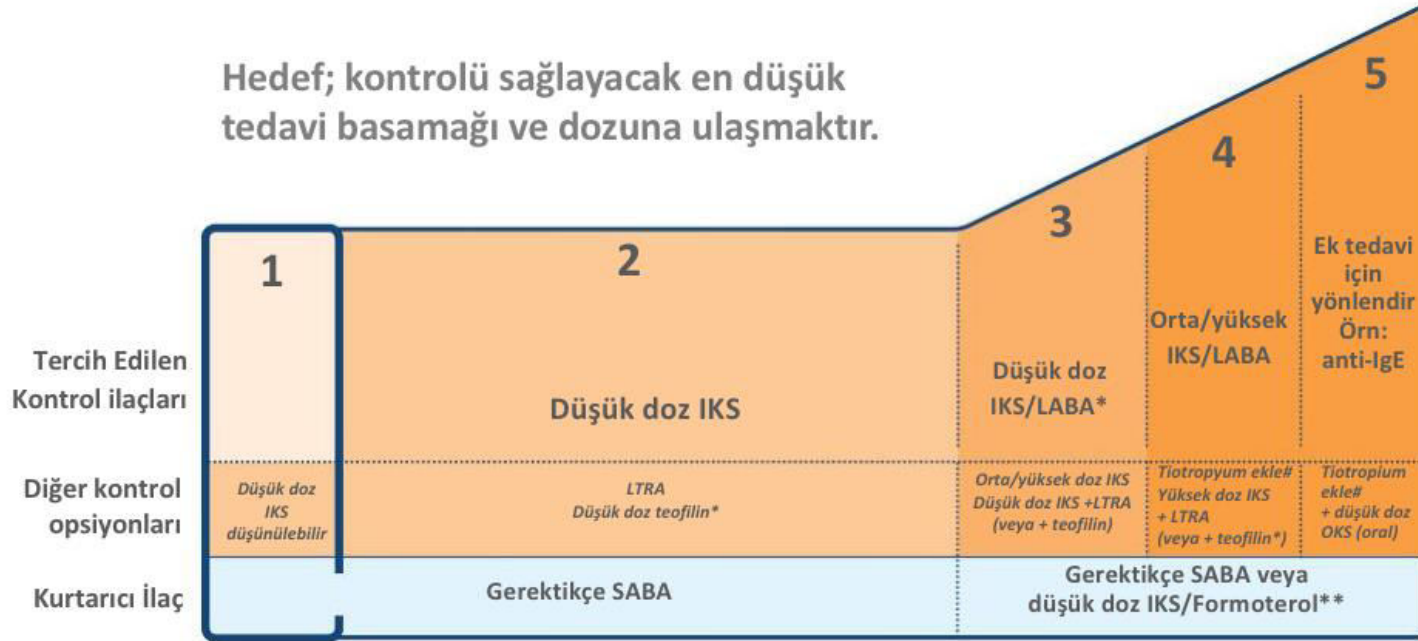 Hedef; kontrolü sağlayacak en düşük
tedavi basamağı ve dozuna ulaşmaktır.
1
2
3
4
5
Tercih Edilen
Kontrol ilaçları
Düşük doz IKS
Düşük doz
IKS/LABA*
Orta/yüksek
IKS/LABA
Ek tedavi
için
yönlendir
Örn:
anti-IgE
Diğer kontrol
opsiyonları
Düşük doz
IKS
düşünülebilir
LTRA
Düşük doz teofilin*
Orta/yüksek doz IKS
Düşük doz IKS +LTRA
(veya + teofilin)
Tiotropyum ekle#
Yüksek doz IKS
+ LTRA
(veya + teofilin*)
Tiotropium
ekle#
+ düşük doz
OKS (oral)
Kurtarıcı İlaç
Gerektikçe SABA
Gerektikçe SABA veya
düşük doz IKS/Formoterol**